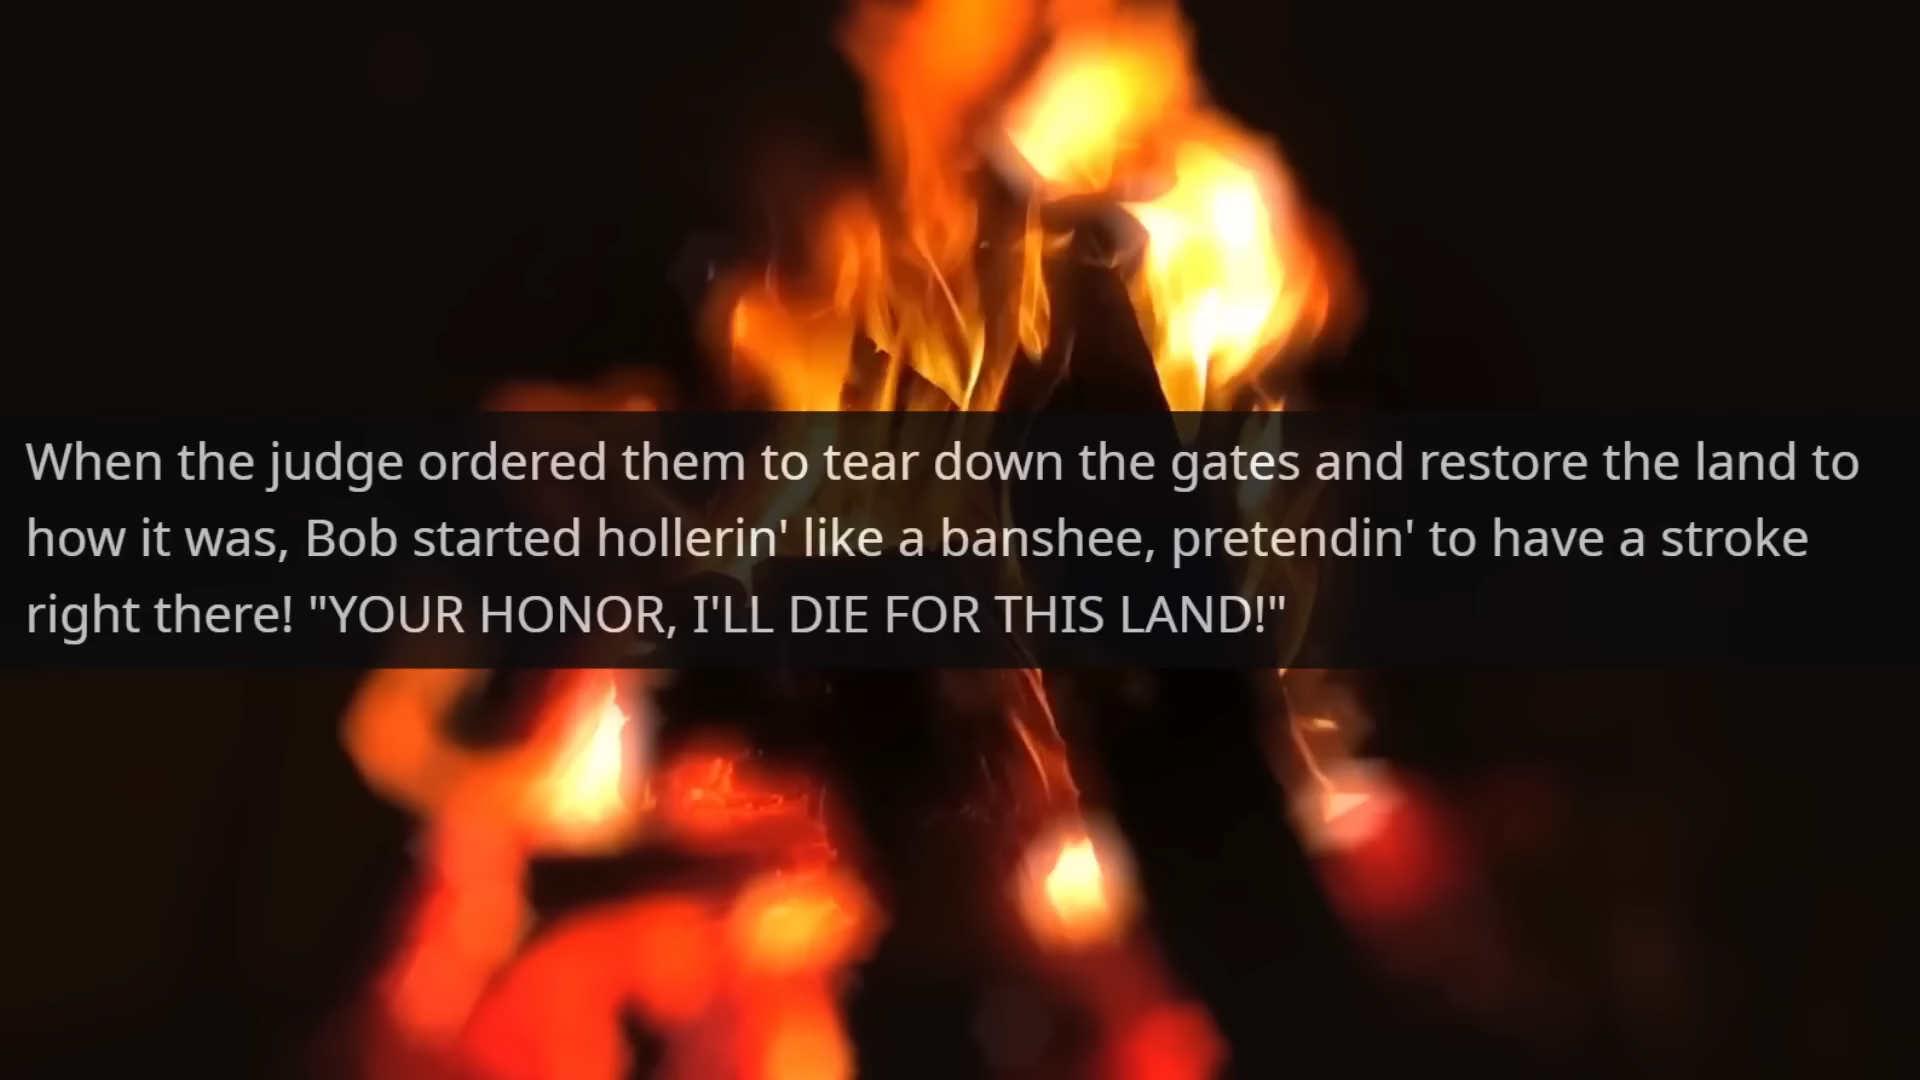 When the judge ordered them to tear down the gates and restore the land to
how it was, Bob started hollerin' like a banshee, pretendin' to have a stroke
right there! "YOUR HONOR, I'LL DIE FOR THIS LAND!"